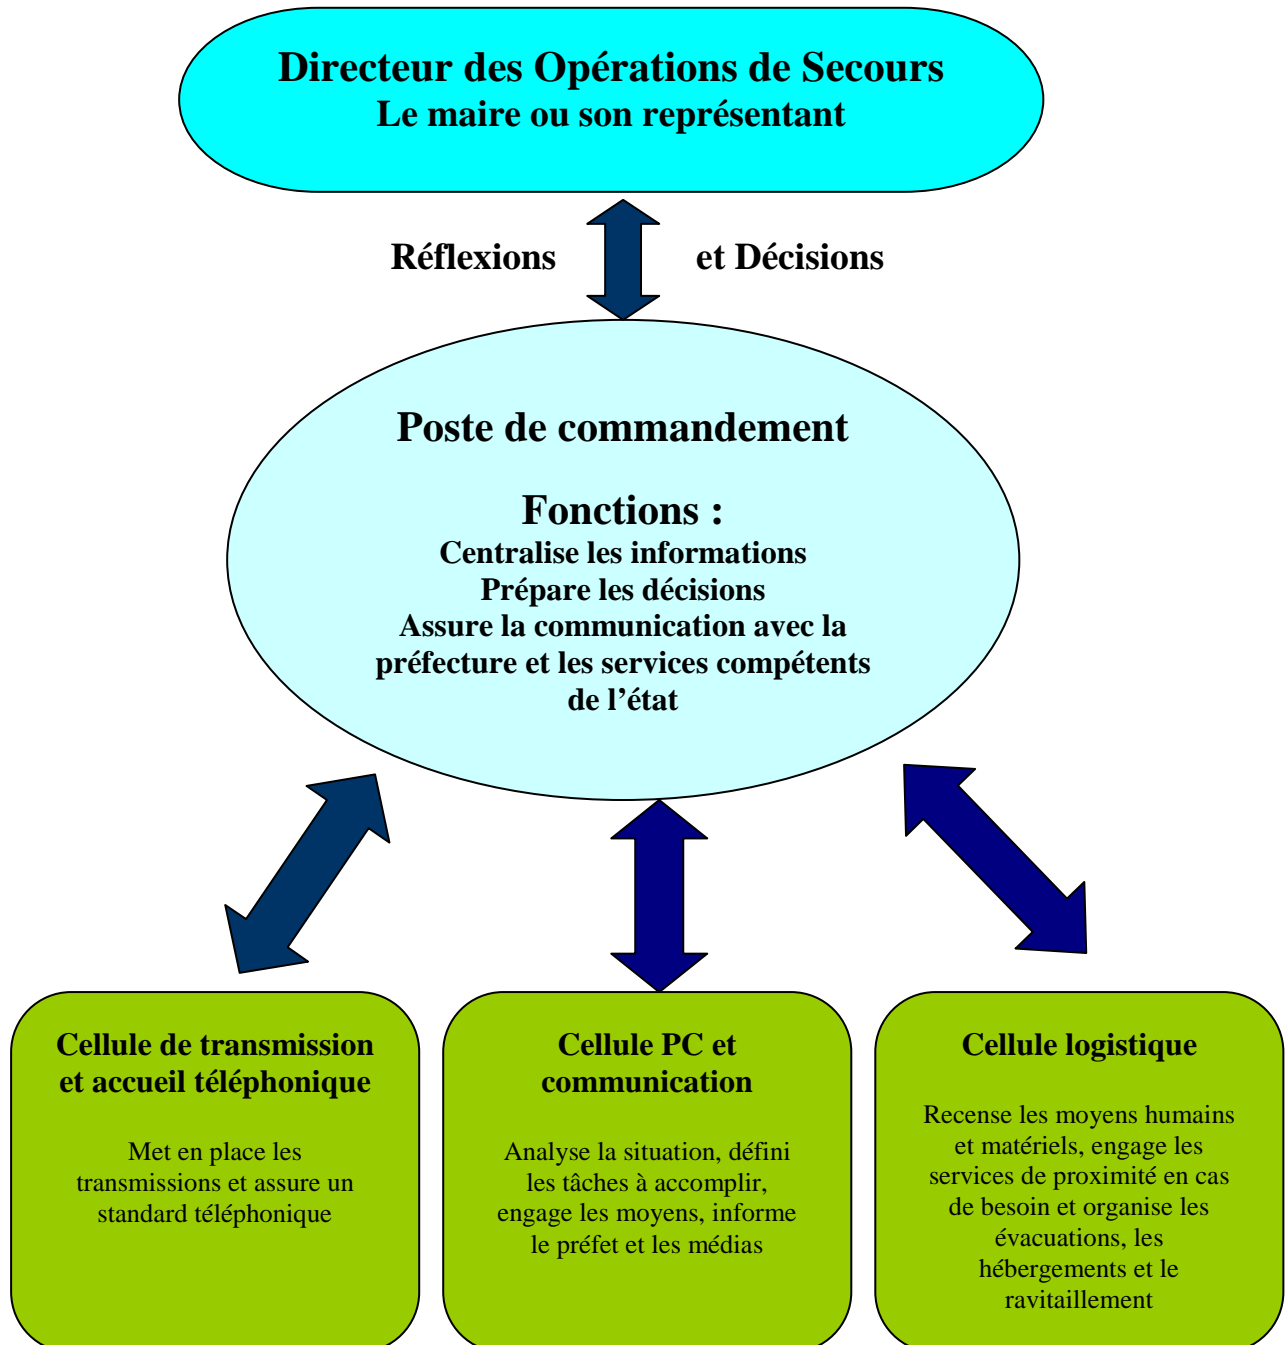 Directeur des Opérations de Secours
Le maire ou son représentant
Réflexions et Décisions
Poste de commandement
Fonctions :
Centralise les informations
Prépare les décisions
Assure la communication avec la
préfecture et les services compétents
de l’état
Cellule de transmission
et accueil téléphonique
Met en place les
transmissions et assure un
standard téléphonique
Cellule PC et
communication
Analyse la situation, défini
les tâches à accomplir,
engage les moyens, informe
le préfet et les médias
Cellule logistique
Recense les moyens humains
et matériels, engage les
services de proximité en cas
de besoin et organise les
évacuations, les
hébergements et le
ravitaillement